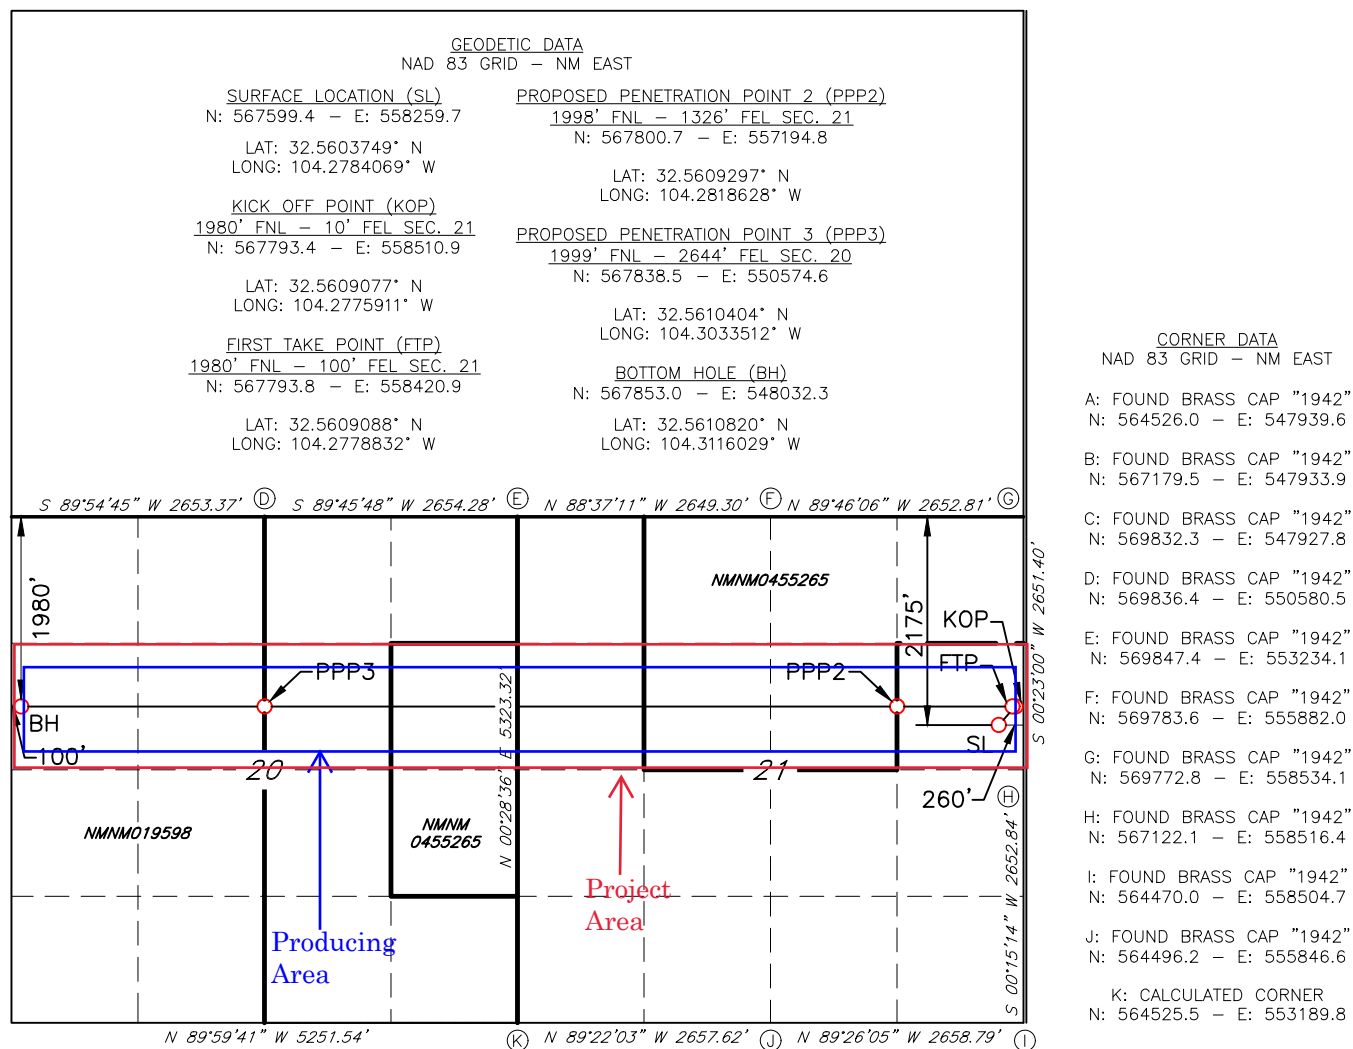 GEODETIC DATA
NAD 83 GRID – NM EAST
SURFACE LOCATION (SL)
N: 567599.4 – E: 558259.7
LAT: 32.5603749° N
LONG: 104.2784069° W
KICK OFF POINT (KOP)
1980' FNL – 10' FEL SEC. 21
N: 567793.4 – E: 558510.9
LAT: 32.5609077° N
LONG: 104.2775911° W
FIRST TAKE POINT (FTP)
1980' FNL – 100' FEL SEC. 21
N: 567793.8 – E: 558420.9
LAT: 32.5609088° N
LONG: 104.2778832° W
PROPOSED PENETRATION POINT 2 (PPP2)
1998' FNL – 1326' FEL SEC. 21
N: 567800.7 – E: 557194.8
LAT: 32.5609297° N
LONG: 104.2818628° W
PROPOSED PENETRATION POINT 3 (PPP3)
1999' FNL – 2644' FEL SEC. 20
N: 567838.5 – E: 550574.6
LAT: 32.5610404° N
LONG: 104.3033512° W
BOTTOM HOLE (BH)
N: 567853.0 – E: 548032.3
LAT: 32.5610820° N
LONG: 104.3116029° W
CORNER DATA
NAD 83 GRID – NM EAST
A: FOUND BRASS CAP "1942"
N: 564526.0 – E: 547939.6
B: FOUND BRASS CAP "1942"
N: 567179.5 – E: 547933.9
C: FOUND BRASS CAP "1942"
N: 569832.3 – E: 547927.8
D: FOUND BRASS CAP "1942"
N: 569836.4 – E: 550580.5
E: FOUND BRASS CAP "1942"
N: 569847.4 – E: 553234.1
F: FOUND BRASS CAP "1942"
N: 569783.6 – E: 555882.0
G: FOUND BRASS CAP "1942"
N: 569772.8 – E: 558534.1
H: FOUND BRASS CAP "1942"
N: 567122.1 – E: 558516.4
I: FOUND BRASS CAP "1942"
N: 564470.0 – E: 558504.7
J: FOUND BRASS CAP "1942"
N: 564496.2 – E: 555846.6
K: CALCULATED CORNER
N: 564525.5 – E: 553189.8
S 89°54'45" W 2653.37'
D
S 89°45'48" W 2654.28'
E
N 88°37'11" W 2649.30'
F
N 89°46'06" W 2652.81'
G
1980'
NMNM0455265
2175'
KOP
S 00°23'00" W 2651.40'
FTP
PPP3
PPP2
N 00°28'36" E 5323.32'
BH
SL
100'
20
21
260'
H
NMNM019598
NMNM
0455265
S 00°15'14" W 2652.84'
Project
Area
Producing
Area
N 89°59'41" W 5251.54'
K
N 89°22'03" W 2657.62'
J
N 89°26'05" W 2658.79'
I